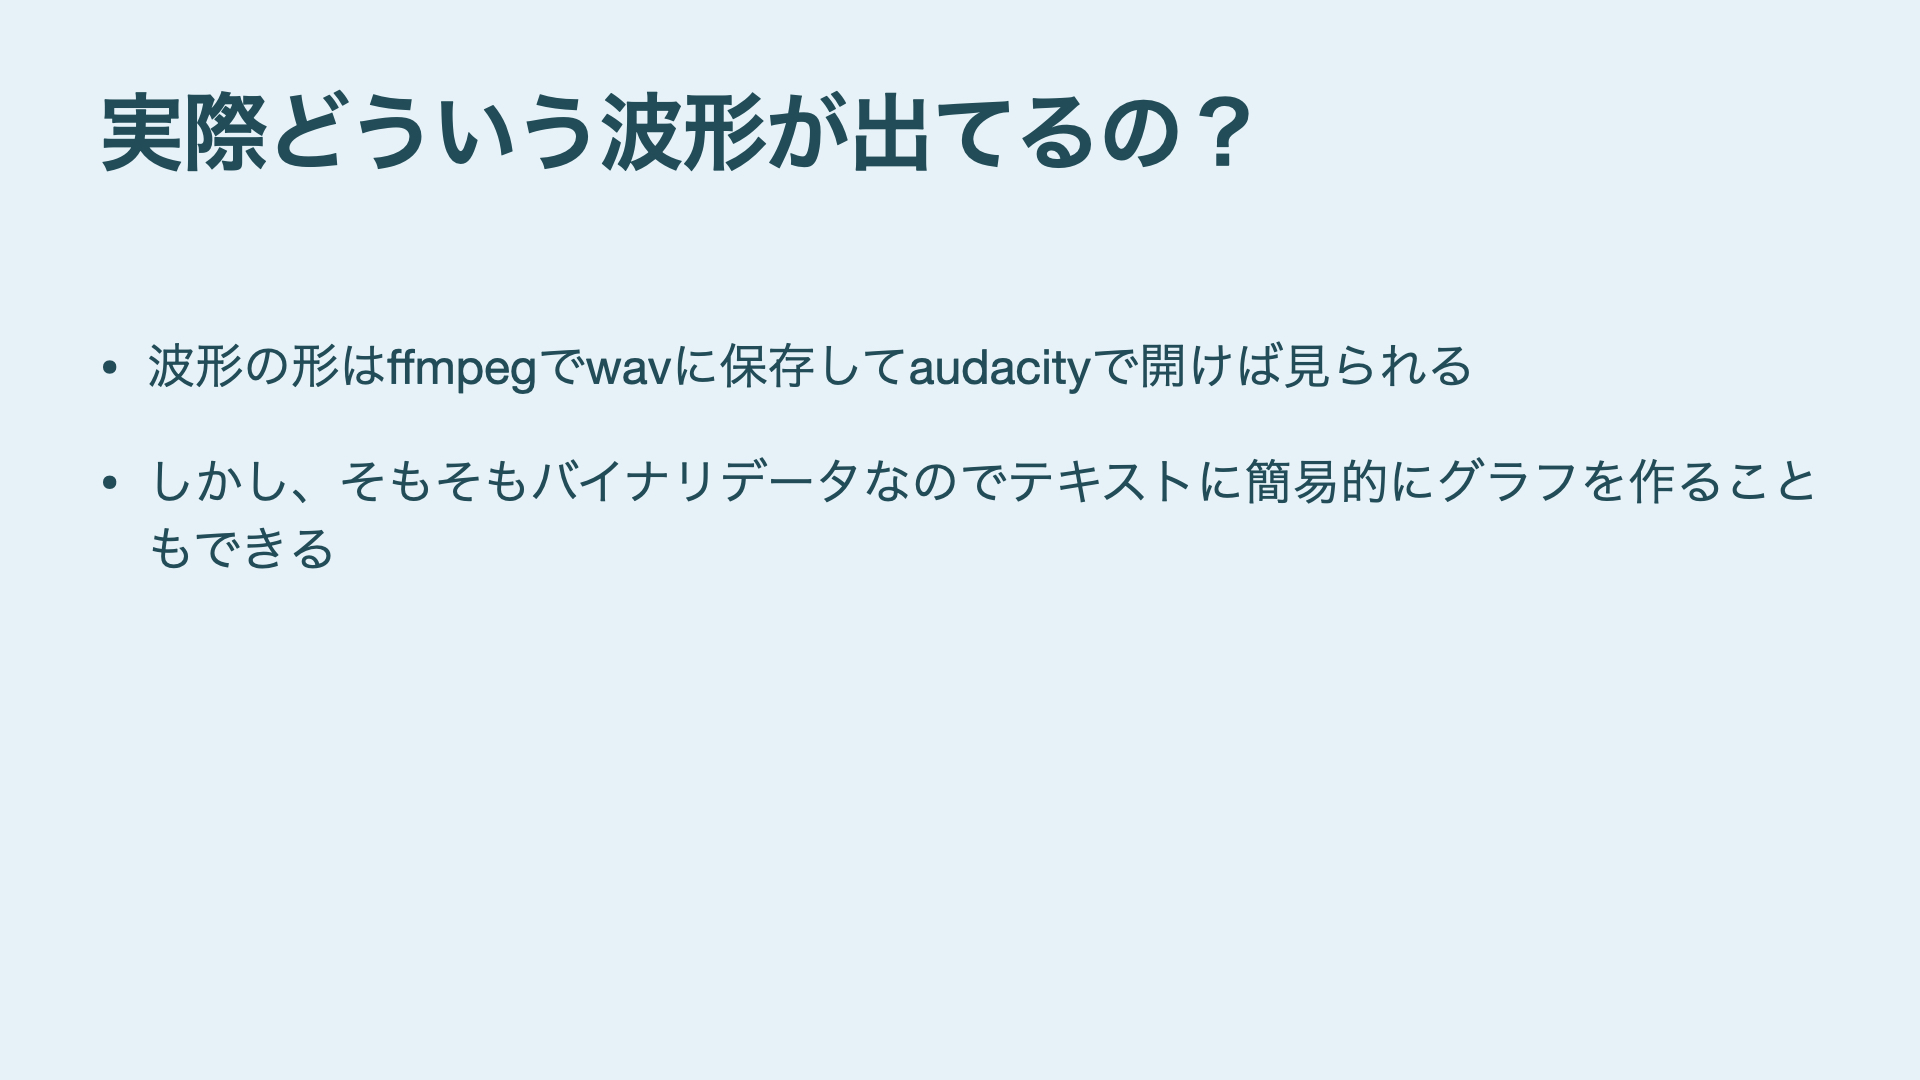 実際どういう波形が出てるの？
• 波形の形はffmpegでwavに保存してaudacityで開けば見られる
• しかし、そもそもバイナリデータなのでテキストに簡易的にグラフを作ること
もできる